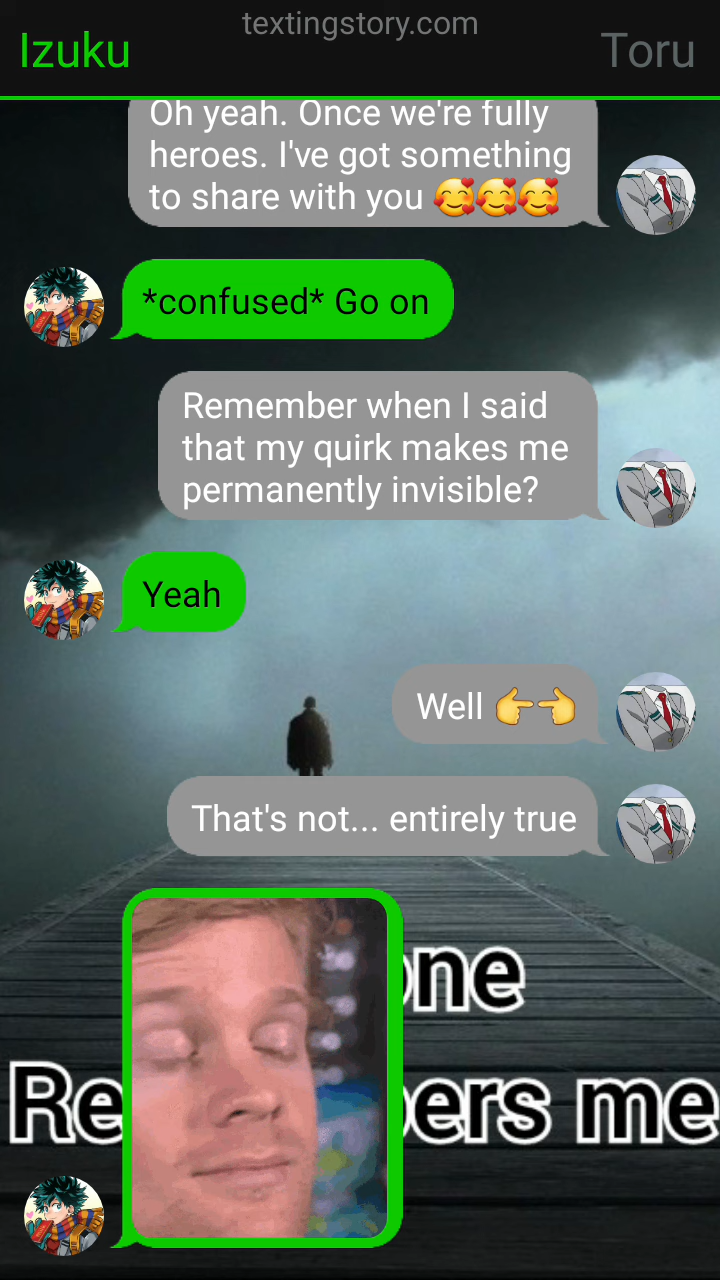 textingstory.com
Izuku
Toru
Oh yeah. Once we're fully
heroes. I've got something
to share with you 🥰🥰🥰
*confused* Go on
Remember when I said
that my quirk makes me
permanently invisible?
Yeah
Well 👉👈
That's not... entirely true
ne
Re bers me